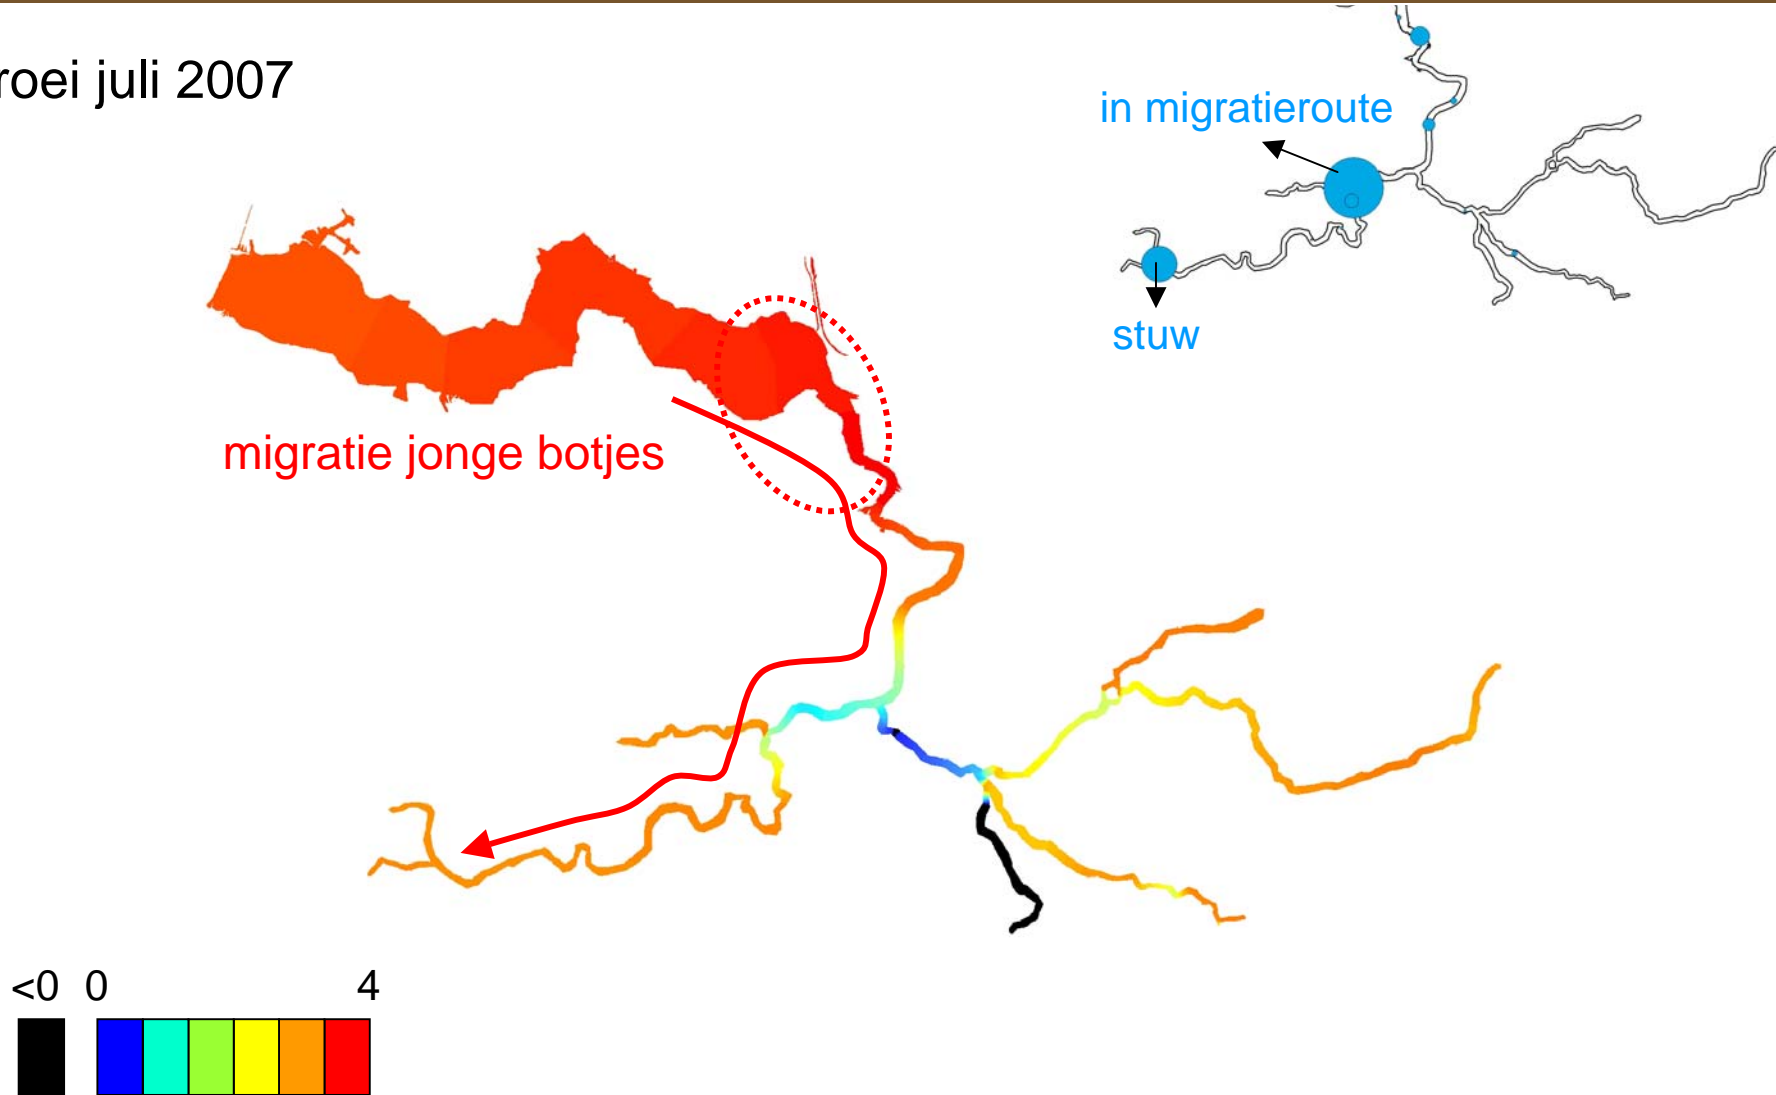 roei juli 2007
in migratieroute
stuw
migratie jonge botjes
<0 0 4